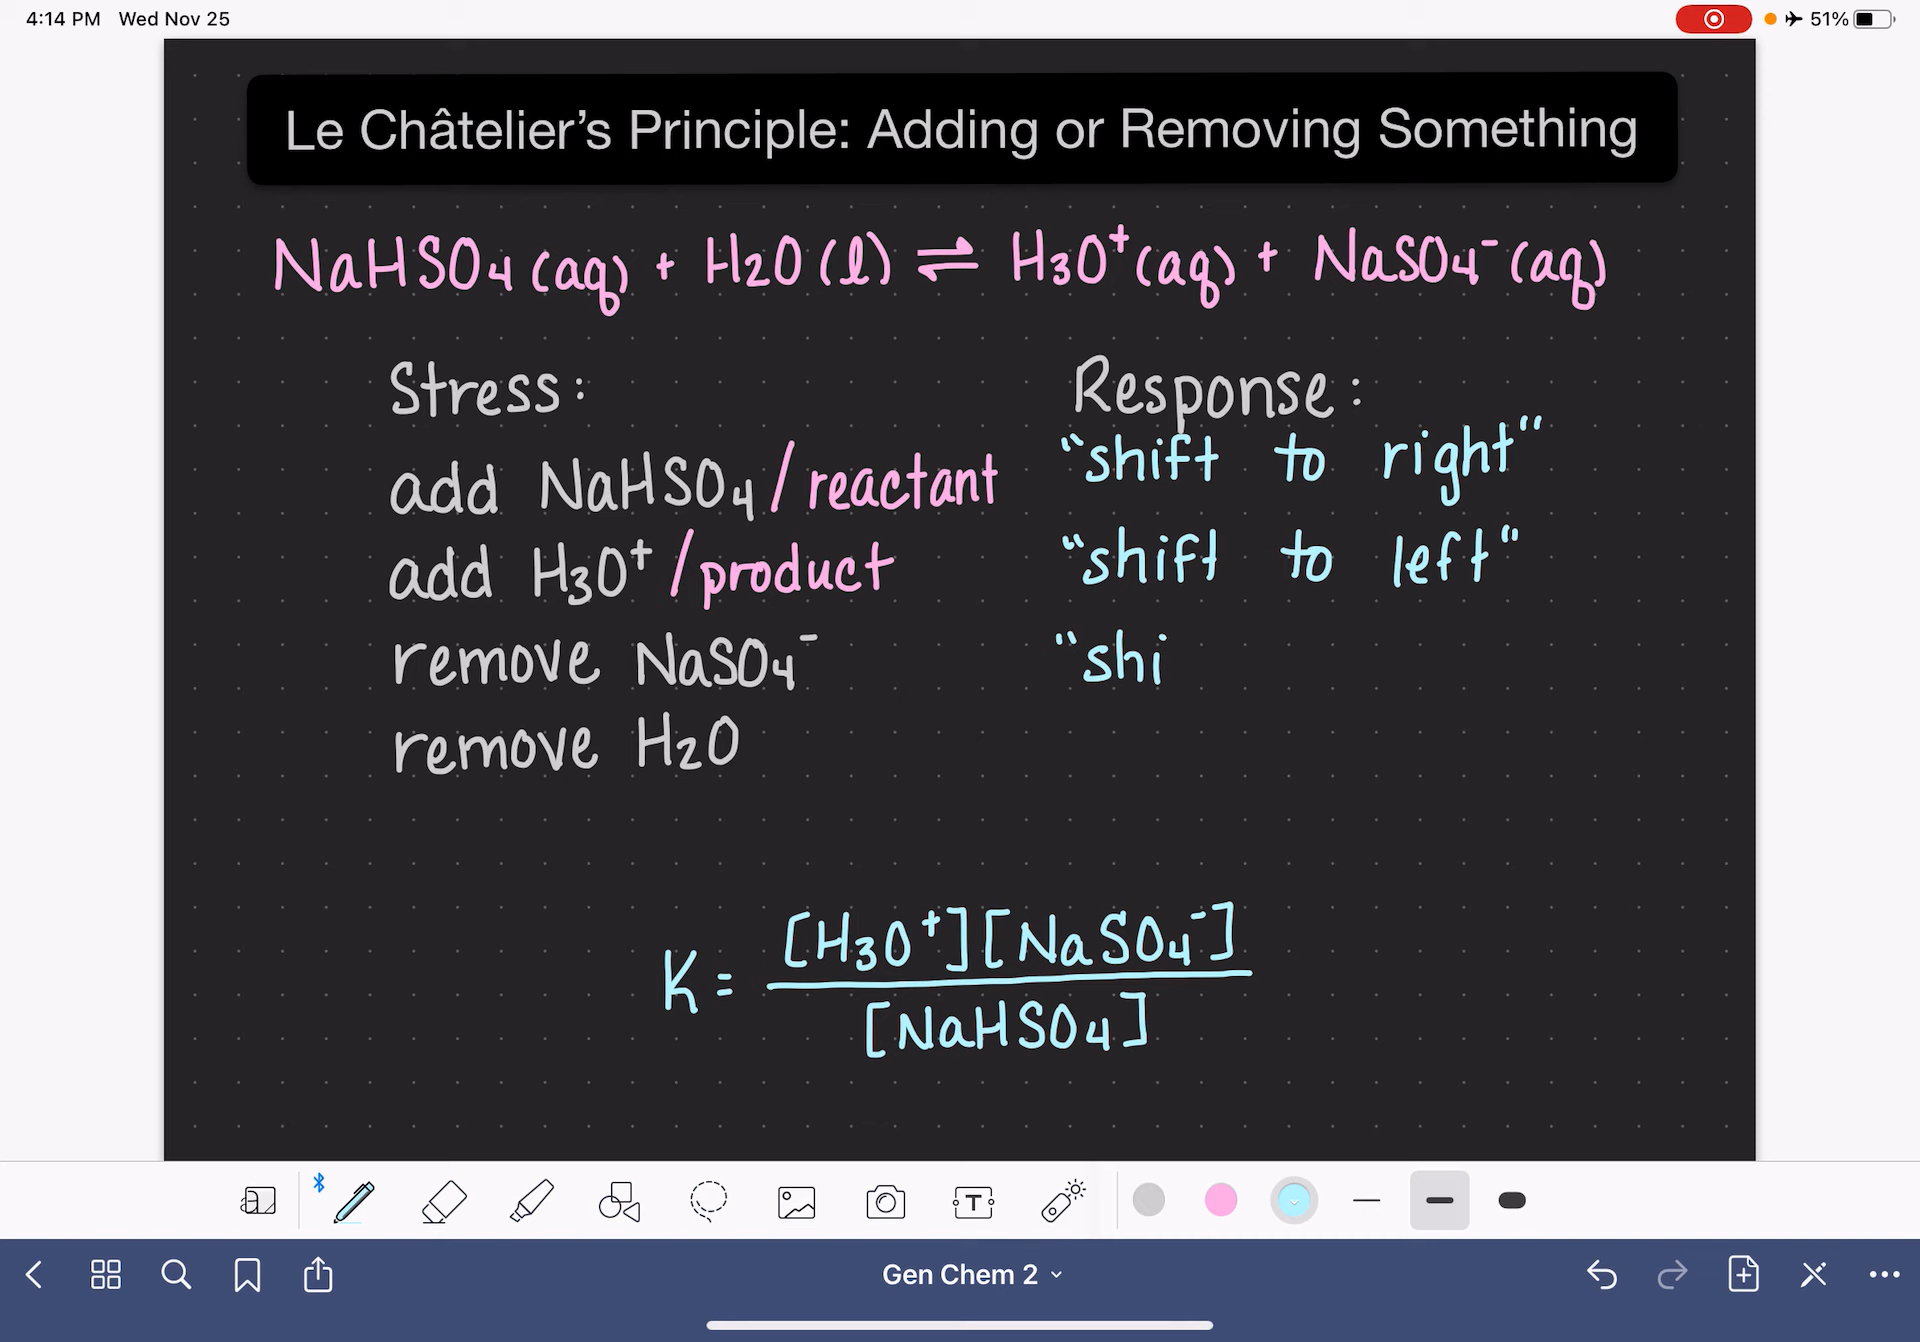 4:14 PM Wed Nov 25 51%
Le Châtelier's Principle: Adding or Removing Something
NaHSO₄(aq) + H₂O(l) ⇌ H₃O⁺(aq) + NaSO₄⁻(aq)
Stress: Response:
add NaHSO₄ / reactant "shift to right"
add H₃O⁺ / product "shift to left"
remove NaSO₄⁻ "shi
remove H₂O
K = [H₃O⁺][NaSO₄⁻] / [NaHSO₄]
Gen Chem 2